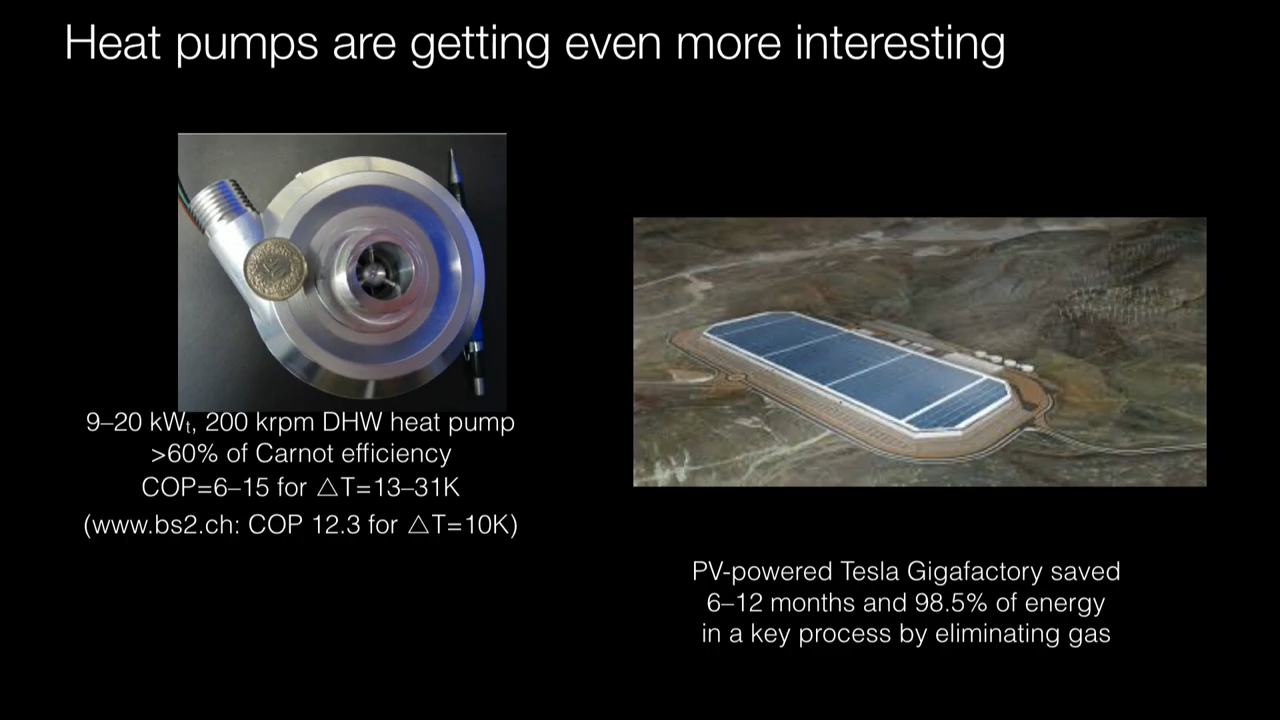 Heat pumps are getting even more interesting
9–20 kWₜ, 200 krpm DHW heat pump
>60% of Carnot efficiency
COP=6–15 for △T=13–31K
(www.bs2.ch: COP 12.3 for △T=10K)
PV-powered Tesla Gigafactory saved
6–12 months and 98.5% of energy
in a key process by eliminating gas